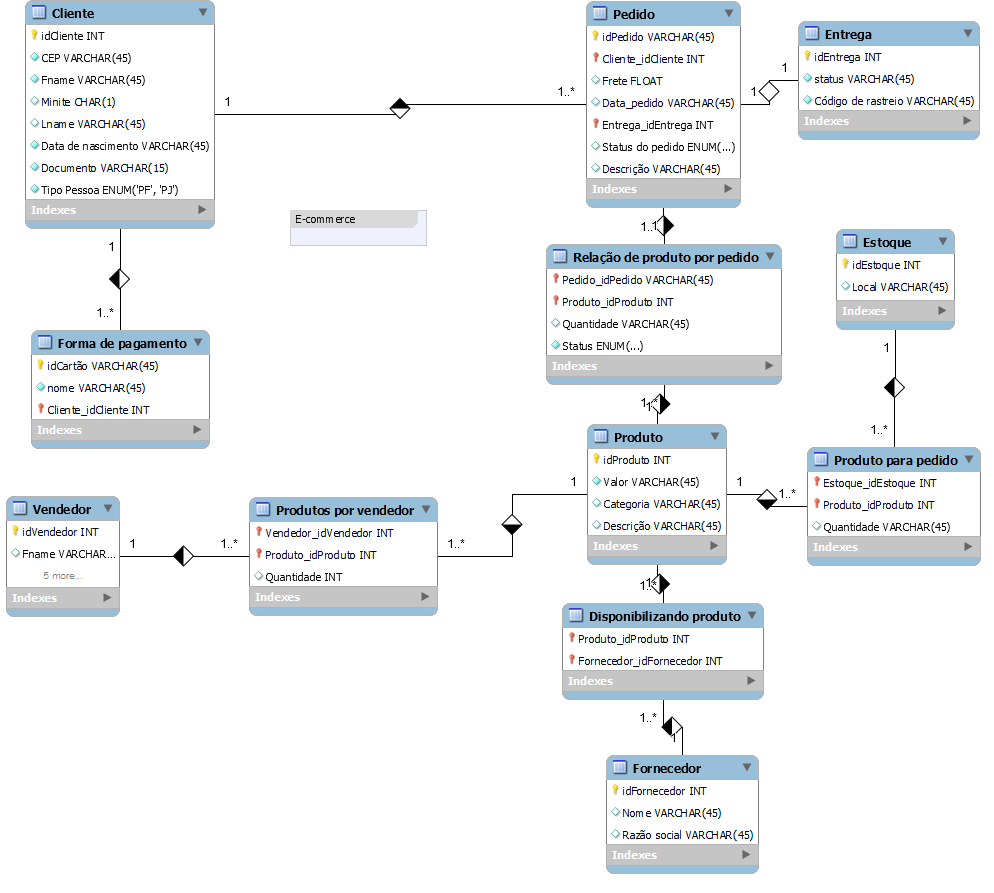 Cliente
idCliente INT
CEP VARCHAR(45)
Fname VARCHAR(45)
Minite CHAR(1)
Lname VARCHAR(45)
Data de nascimento VARCHAR(45)
Documento VARCHAR(15)
Tipo Pessoa ENUM('PF', 'PJ')
Indexes
1
1..*
Pedido
idPedido VARCHAR(45)
Cliente_idCliente INT
Frete FLOAT
Data_pedido VARCHAR(45)
Entrega_idEntrega INT
Status do pedido ENUM(...)
Descrição VARCHAR(45)
Indexes
1
1
Entrega
idEntrega INT
status VARCHAR(45)
Código de rastreio VARCHAR(45)
Indexes
E-commerce
1
1..*
Forma de pagamento
idCartão VARCHAR(45)
nome VARCHAR(45)
Cliente_idCliente INT
Indexes
Relação de produto por pedido
Pedido_idPedido VARCHAR(45)
Produto_idProduto INT
Quantidade VARCHAR(45)
Status ENUM(...)
Indexes
Estoque
idEstoque INT
Local VARCHAR(45)
Indexes
1
1..*
Produto
idProduto INT
Valor VARCHAR(45)
Categoria VARCHAR(45)
Descrição VARCHAR(45)
Indexes
1
1..*
Produto para pedido
Estoque_idEstoque INT
Produto_idProduto INT
Quantidade VARCHAR(45)
Indexes
Vendedor
idVendedor INT
Fname VARCHAR...
5 more...
Indexes
1
1..*
Produtos por vendedor
Vendedor_idVendedor INT
Produto_idProduto INT
Quantidade INT
Indexes
1..*
1
Disponibilizando produto
Produto_idProduto INT
Fornecedor_idFornecedor INT
Indexes
1..*
1
Fornecedor
idFornecedor INT
Nome VARCHAR(45)
Razão social VARCHAR(45)
Indexes